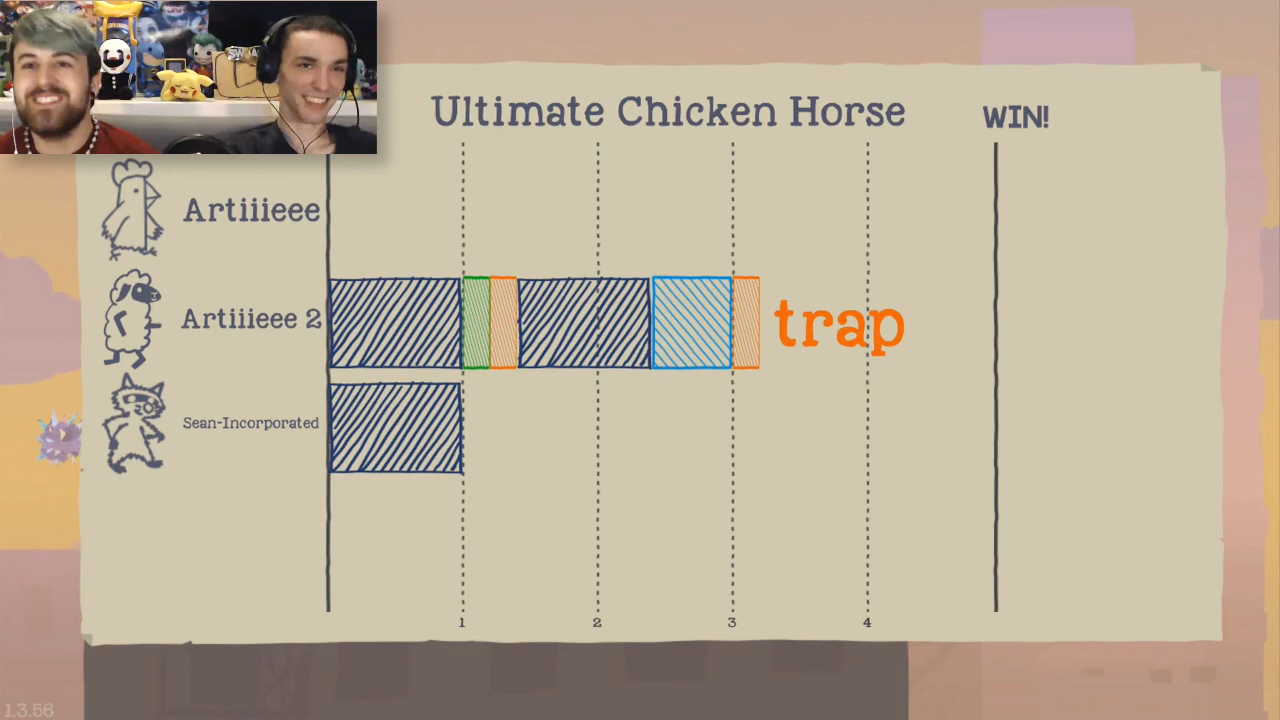 Ultimate Chicken Horse
WIN!
Artiiieee
Artiiieee 2
trap
Sean-Incorporated
1 2 3 4
1.3.56